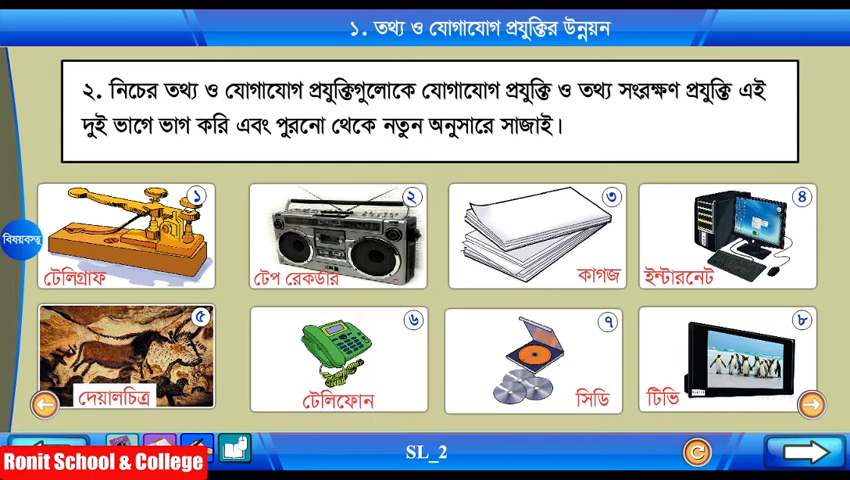 ১. তথ্য ও যোগাযোগ প্রযুক্তির উন্নয়ন
২. নিচের তথ্য ও যোগাযোগ প্রযুক্তিগুলোকে যোগাযোগ প্রযুক্তি ও তথ্য সংরক্ষণ প্রযুক্তি এই
দুই ভাগে ভাগ করি এবং পুরনো থেকে নতুন অনুসারে সাজাই।
১
২
৩
৪
বিষয়বস্তু
টেলিগ্রাফ
টেপ রেকর্ডার
কাগজ
ইন্টারনেট
৫
৬
৭
৮
দেয়ালচিত্র
টেলিফোন
সিডি
টিভি
SL_2
Ronit School & College